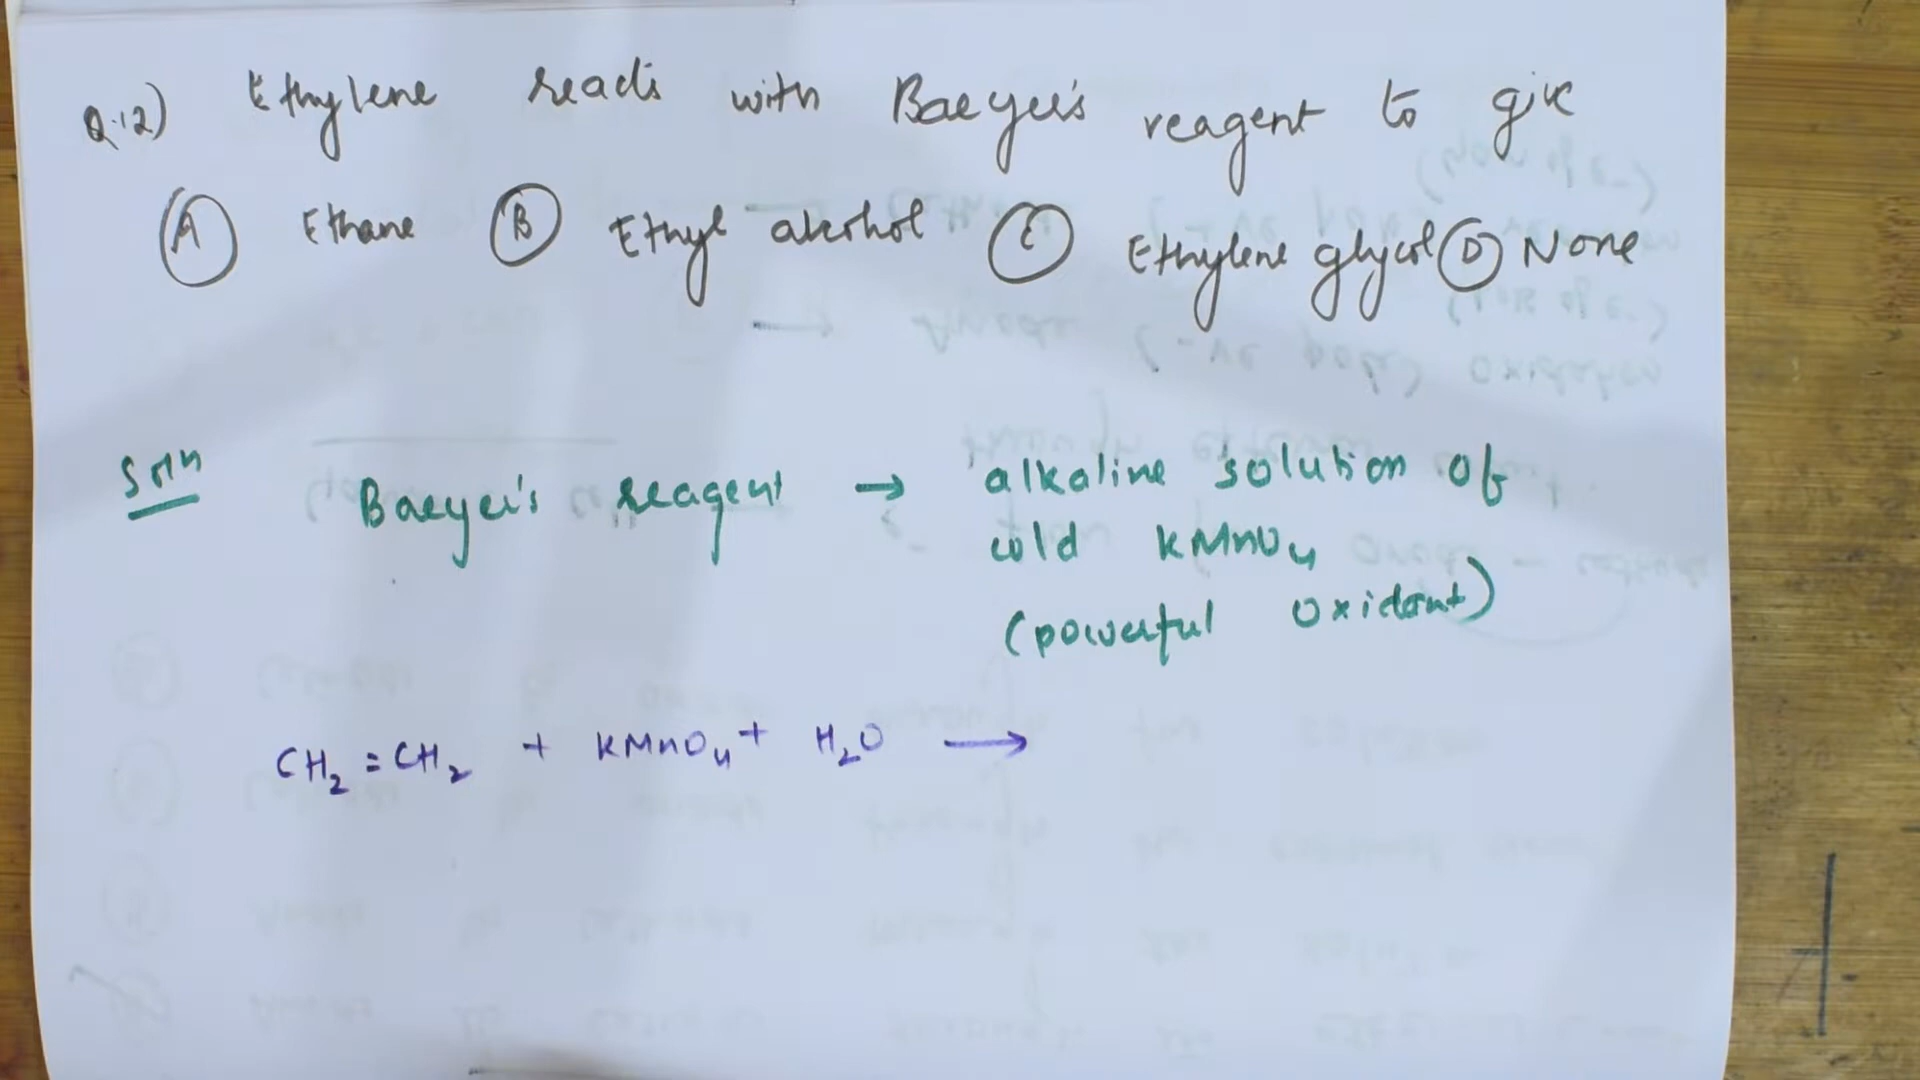 Q.12) Ethylene reacts with Baeyer's reagent to give
(A) Ethane (B) Ethyl alcohol (C) Ethylene glycol (D) None
Soln Baeyer's reagent → alkaline solution of
cold KMnO4
(powerful oxidant)
CH2=CH2 + KMnO4 + H2O →